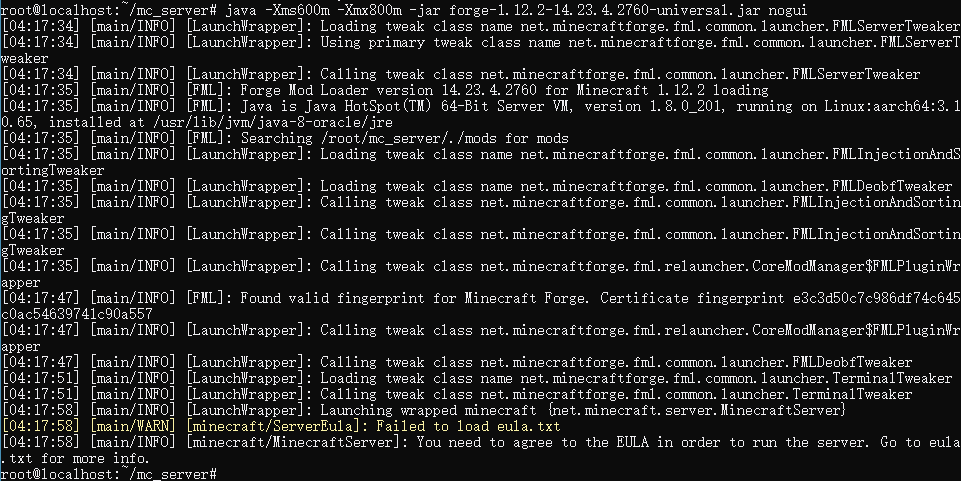 root@localhost:~/mc_server# java -Xms600m -Xmx800m -jar forge-1.12.2-14.23.4.2760-universal.jar nogui
[04:17:34] [main/INFO] [LaunchWrapper]: Loading tweak class name net.minecraftforge.fml.common.launcher.FMLServerTweaker
[04:17:34] [main/INFO] [LaunchWrapper]: Using primary tweak class name net.minecraftforge.fml.common.launcher.FMLServerT
weaker
[04:17:34] [main/INFO] [LaunchWrapper]: Calling tweak class net.minecraftforge.fml.common.launcher.FMLServerTweaker
[04:17:35] [main/INFO] [FML]: Forge Mod Loader version 14.23.4.2760 for Minecraft 1.12.2 loading
[04:17:35] [main/INFO] [FML]: Java is Java HotSpot(TM) 64-Bit Server VM, version 1.8.0_201, running on Linux:aarch64:3.1
0.65, installed at /usr/lib/jvm/java-8-oracle/jre
[04:17:35] [main/INFO] [FML]: Searching /root/mc_server/./mods for mods
[04:17:35] [main/INFO] [LaunchWrapper]: Loading tweak class name net.minecraftforge.fml.common.launcher.FMLInjectionAndS
ortingTweaker
[04:17:35] [main/INFO] [LaunchWrapper]: Loading tweak class name net.minecraftforge.fml.common.launcher.FMLDeobfTweaker
[04:17:35] [main/INFO] [LaunchWrapper]: Calling tweak class net.minecraftforge.fml.common.launcher.FMLInjectionAndSortin
gTweaker
[04:17:35] [main/INFO] [LaunchWrapper]: Calling tweak class net.minecraftforge.fml.common.launcher.FMLInjectionAndSortin
gTweaker
[04:17:35] [main/INFO] [LaunchWrapper]: Calling tweak class net.minecraftforge.fml.relauncher.CoreModManager$FMLPluginWr
apper
[04:17:47] [main/INFO] [FML]: Found valid fingerprint for Minecraft Forge. Certificate fingerprint e3c3d50c7c986df74c645
c0ac54639741c90a557
[04:17:47] [main/INFO] [LaunchWrapper]: Calling tweak class net.minecraftforge.fml.relauncher.CoreModManager$FMLPluginWr
apper
[04:17:47] [main/INFO] [LaunchWrapper]: Calling tweak class net.minecraftforge.fml.common.launcher.FMLDeobfTweaker
[04:17:51] [main/INFO] [LaunchWrapper]: Loading tweak class name net.minecraftforge.fml.common.launcher.TerminalTweaker
[04:17:51] [main/INFO] [LaunchWrapper]: Calling tweak class net.minecraftforge.fml.common.launcher.TerminalTweaker
[04:17:58] [main/INFO] [LaunchWrapper]: Launching wrapped minecraft {net.minecraft.server.MinecraftServer}
[04:17:58] [main/WARN] [minecraft/ServerEula]: Failed to load eula.txt
[04:17:58] [main/INFO] [minecraft/MinecraftServer]: You need to agree to the EULA in order to run the server. Go to eula
.txt for more info.
root@localhost:~/mc_server#